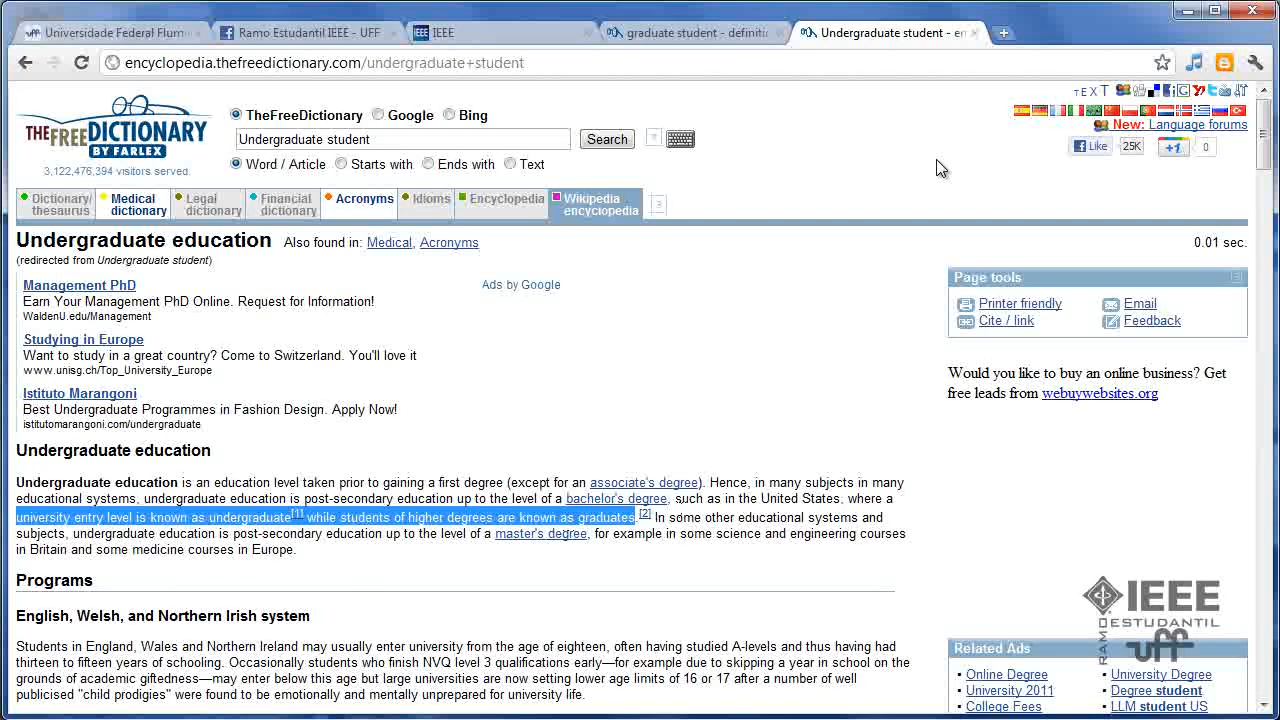 Universidade Federal Flum
Ramo Estudantil IEEE - UFF
IEEE
graduate student - definiti
Undergraduate student - en
encyclopedia.thefreedictionary.com/undergraduate+student
TEXT
THEFREEDICTIONARY
BY FARLEX
3,122,476,394 visitors served.
TheFreeDictionary Google Bing
Undergraduate student
Search
Word / Article Starts with Ends with Text
New: Language forums
Like 25K +1 0
Dictionary/ thesaurus
Medical dictionary
Legal dictionary
Financial dictionary
Acronyms
Idioms
Encyclopedia
Wikipedia encyclopedia
Undergraduate education Also found in: Medical, Acronyms
0.01 sec.
(redirected from Undergraduate student)
Management PhD
Ads by Google
Earn Your Management PhD Online. Request for Information!
WaldenU.edu/Management
Studying in Europe
Want to study in a great country? Come to Switzerland. You'll love it
www.unisg.ch/Top_University_Europe
Istituto Marangoni
Best Undergraduate Programmes in Fashion Design. Apply Now!
istitutomarangoni.com/undergraduate
Page tools
Printer friendly
Email
Cite / link
Feedback
Would you like to buy an online business? Get
free leads from webuywebsites.org
Undergraduate education
Undergraduate education is an education level taken prior to gaining a first degree (except for an associate's degree). Hence, in many subjects in many
educational systems, undergraduate education is post-secondary education up to the level of a bachelor's degree, such as in the United States, where a
university entry level is known as undergraduate[1] while students of higher degrees are known as graduates.[2] In some other educational systems and
subjects, undergraduate education is post-secondary education up to the level of a master's degree, for example in some science and engineering courses
in Britain and some medicine courses in Europe.
Programs
English, Welsh, and Northern Irish system
Students in England, Wales and Northern Ireland may usually enter university from the age of eighteen, often having studied A-levels and thus having had
thirteen to fifteen years of schooling. Occasionally students who finish NVQ level 3 qualifications early—for example due to skipping a year in school on the
grounds of academic giftedness—may enter below this age but large universities are now setting lower age limits of 16 or 17 after a number of well
publicised "child prodigies" were found to be emotionally and mentally unprepared for university life.
IEEE
RAMO ESTUDANTIL
uff
Related Ads
Online Degree
University Degree
University 2011
Degree student
College Fees
LLM student US